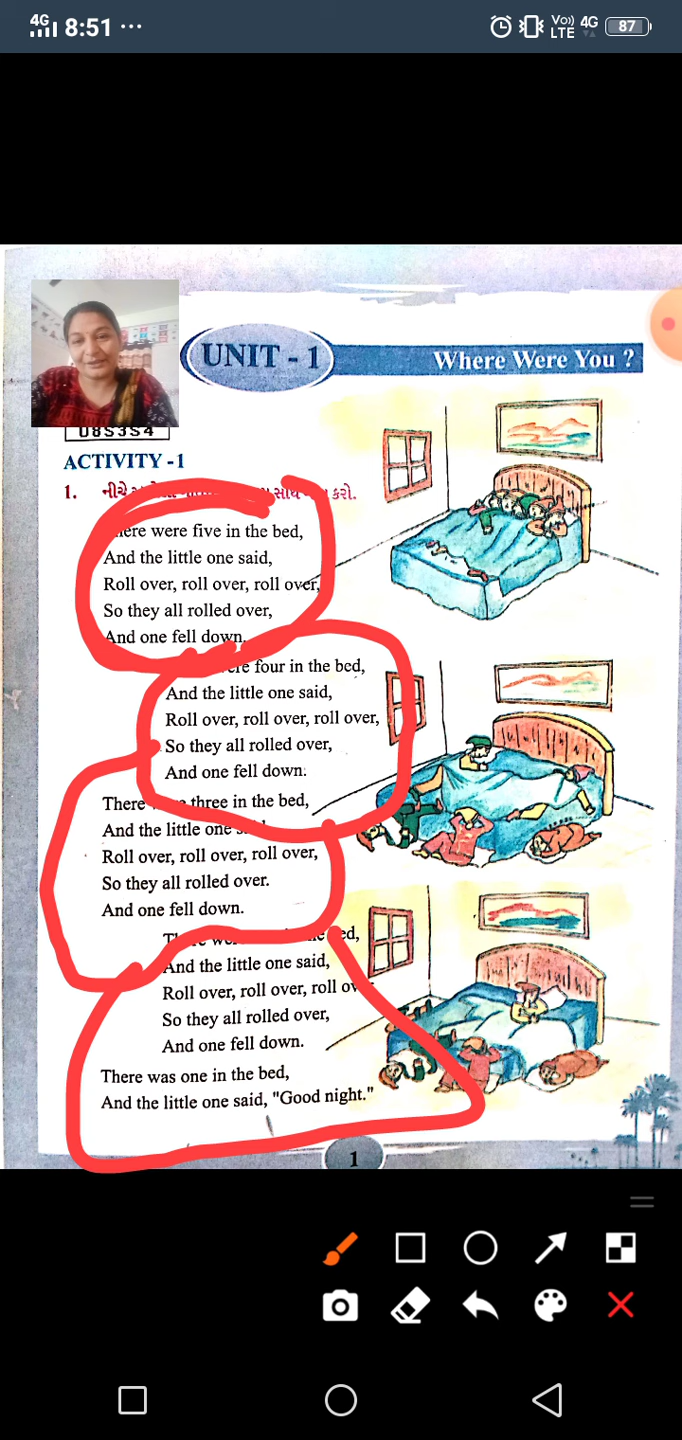 4G 8:51 ...
Vo)) LTE 4G 87
UNIT - 1
Where Were You ?
U8S3S4
ACTIVITY -1
1. નીચે સાથે કરો.
were five in the bed,
And the little one said,
Roll over, roll over, roll over,
So they all rolled over,
And one fell down.
four in the bed,
And the little one said,
Roll over, roll over, roll over,
So they all rolled over,
And one fell down.
There three in the bed,
And the little one
Roll over, roll over, roll over,
So they all rolled over.
And one fell down.
And the little one said,
Roll over, roll over, roll
So they all rolled over,
And one fell down.
There was one in the bed,
And the little one said, "Good night."
1